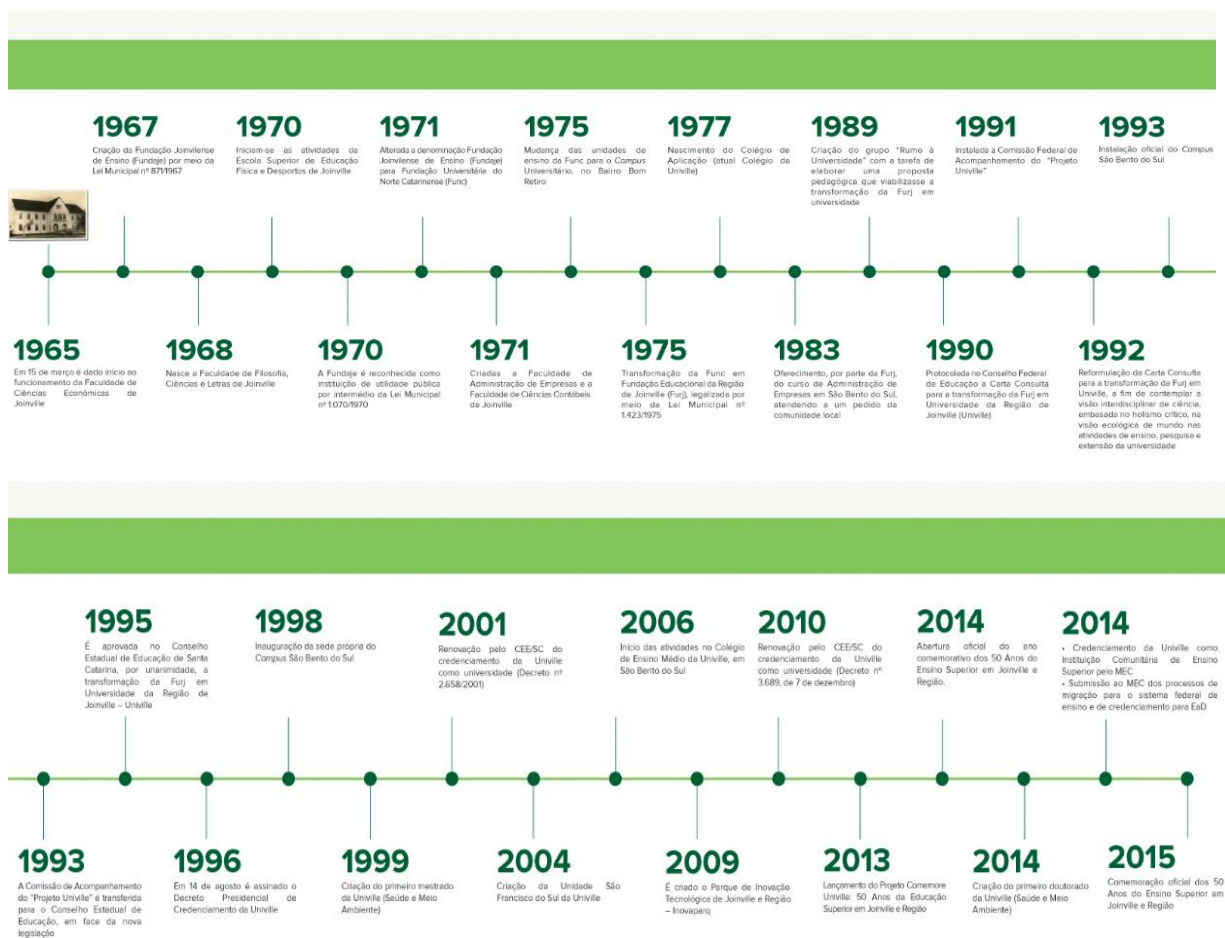 1967
Criação da Fundação Joinvilense
de Ensino (Fundaje) por meio da
Lei Municipal nº 871/1967
1970
Iniciam-se as atividades da
Escola Superior de Educação
Física e Desportos de Joinville
1971
Alterada a denominação Fundação
Joinvilense de Ensino (Fundaje)
para Fundação Universitária do
Norte Catarinense (Func)
1975
Mudança das unidades de
ensino da Func para o Campus
Universitário, no Bairro Bom
Retiro
1977
Nascimento do Colégio de
Aplicação (atual Colégio da
Univille)
1989
Criação do grupo "Rumo à
Universidade" com a tarefa de
elaborar uma proposta
pedagógica que viabilizasse a
transformação da Furj em
universidade
1991
Instalada a Comissão Federal de
Acompanhamento do "Projeto
Univille"
1993
Instalação oficial do Campus
São Bento do Sul
1965
Em 15 de março é dado início ao
funcionamento da Faculdade de
Ciências Econômicas de
Joinville
1968
Nasce a Faculdade de Filosofia,
Ciências e Letras de Joinville
1970
A Fundaje é reconhecida como
instituição de utilidade pública
por intermédio da Lei Municipal
nº 1.070/1970
1971
Criadas a Faculdade de
Administração de Empresas e a
Faculdade de Ciências Contábeis
de Joinville
1975
Transformação da Func em
Fundação Educacional da Região
de Joinville (Furj), legalizada por
meio da Lei Municipal nº
1.423/1975
1983
Oferecimento, por parte da Furj,
do curso de Administração de
Empresas em São Bento do Sul,
atendendo a um pedido da
comunidade local
1990
Protocolada no Conselho Federal
de Educação a Carta Consulta
para a transformação da Furj em
Universidade da Região de
Joinville (Univille)
1992
Reformulação da Carta Consulta
para a transformação da Furj em
Univille, a fim de contemplar a
visão interdisciplinar de ciência,
embasada no holismo crítico, na
visão ecológica de mundo nas
atividades de ensino, pesquisa e
extensão da universidade
1995
É aprovada no Conselho
Estadual de Educação de Santa
Catarina, por unanimidade, a
transformação da Furj em
Universidade da Região de
Joinville – Univille
1998
Inauguração da sede própria do
Campus São Bento do Sul
2001
Renovação pelo CEE/SC do
credenciamento da Univille
como universidade (Decreto nº
2.658/2001)
2006
Início das atividades no Colégio
de Ensino Médio da Univille, em
São Bento do Sul
2010
Renovação pelo CEE/SC do
credenciamento da Univille
como universidade (Decreto nº
3.689, de 7 de dezembro)
2014
Abertura oficial do ano
comemorativo dos 50 Anos do
Ensino Superior em Joinville e
Região.
2014
• Credenciamento da Univille como
Instituição Comunitária de Ensino
Superior pelo MEC
• Submissão ao MEC dos processos de
migração para o sistema federal de
ensino e de credenciamento para EaD
1993
A Comissão de Acompanhamento
do "Projeto Univille" é transferida
para o Conselho Estadual de
Educação, em face da nova
legislação
1996
Em 14 de agosto é assinado o
Decreto Presidencial de
Credenciamento da Univille
1999
Criação do primeiro mestrado
da Univille (Saúde e Meio
Ambiente)
2004
Criação da Unidade São
Francisco do Sul da Univille
2009
É criado o Parque de Inovação
Tecnológica de Joinville e Região
– Inovaparq
2013
Lançamento do Projeto Comemore
Univille: 50 Anos da Educação
Superior em Joinville e Região
2014
Criação do primeiro doutorado
da Univille (Saúde e Meio
Ambiente)
2015
Comemoração oficial dos 50
Anos do Ensino Superior em
Joinville e Região